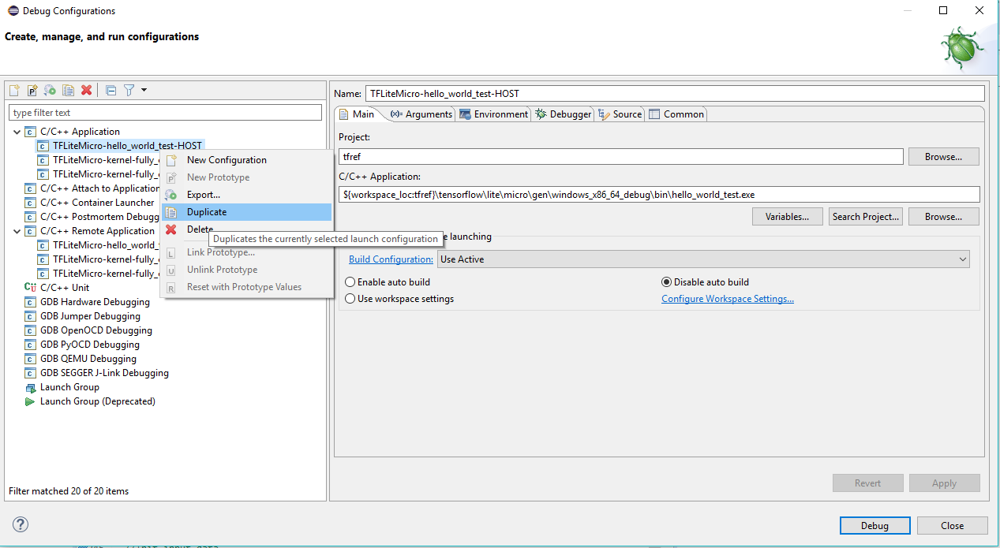 Debug Configurations
Create, manage, and run configurations
type filter text
C/C++ Application
TFLiteMicro-hello_world_test-HOST
TFLiteMicro-kernel-fully_
TFLiteMicro-kernel-fully_
C/C++ Attach to Application
C/C++ Container Launcher
C/C++ Postmortem Debugg
C/C++ Remote Application
TFLiteMicro-hello_world_
TFLiteMicro-kernel-fully_
TFLiteMicro-kernel-fully_
C/C++ Unit
GDB Hardware Debugging
GDB Jumper Debugging
GDB OpenOCD Debugging
GDB PyOCD Debugging
GDB QEMU Debugging
GDB SEGGER J-Link Debugging
Launch Group
Launch Group (Deprecated)
Filter matched 20 of 20 items
New Configuration
New Prototype
Export...
Duplicate
Delete
Duplicates the currently selected launch configuration
Link Prototype...
Unlink Prototype
Reset with Prototype Values
Name: TFLiteMicro-hello_world_test-HOST
Main (x)= Arguments Environment Debugger Source Common
Project:
tfref Browse...
C/C++ Application:
${workspace_loc:tfref}\tensorflow\lite\micro\gen\windows_x86_64_debug\bin\hello_world_test.exe
Variables... Search Project... Browse...
e launching
Build Configuration: Use Active
Enable auto build Disable auto build
Use workspace settings Configure Workspace Settings...
Revert Apply
Debug Close